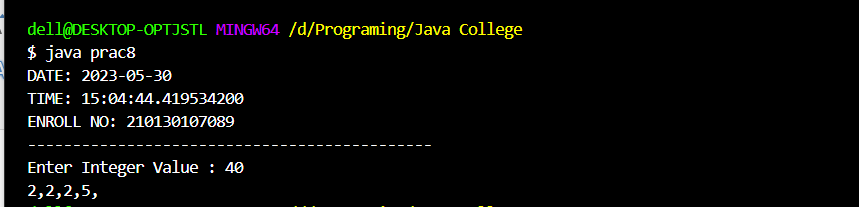 dell@DESKTOP-OPTJSTL MINGW64 /d/Programing/Java College
$ java prac8
DATE: 2023-05-30
TIME: 15:04:44.419534200
ENROLL NO: 210130107089
---------------------------------------------
Enter Integer Value : 40
2,2,2,5,